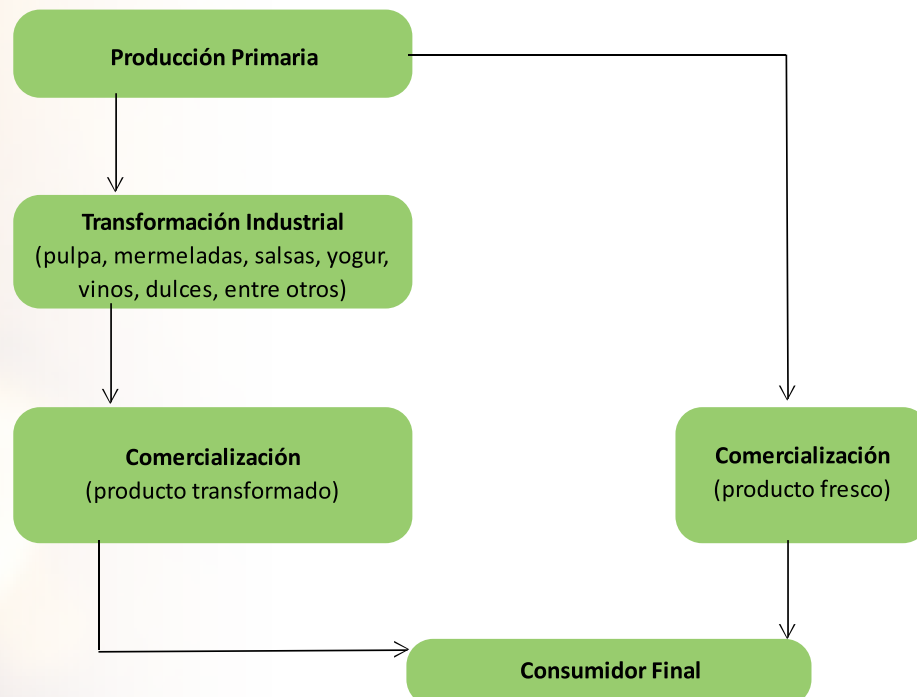 Producción Primaria
Transformación Industrial
(pulpa, mermeladas, salsas, yogur,
vinos, dulces, entre otros)
Comercialización
(producto transformado)
Comercialización
(producto fresco)
Consumidor Final